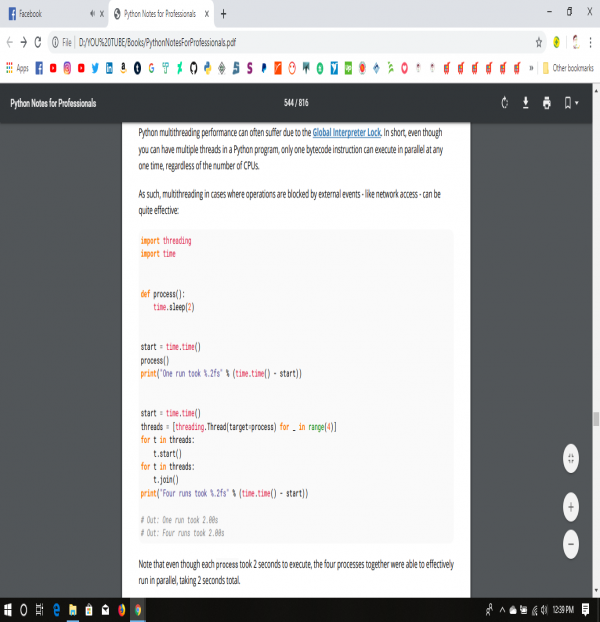 Facebook
Python Notes for Professionals
File | D:/YOU%20TUBE/Books/PythonNotesForProfessionals.pdf
Apps
Other bookmarks
Python Notes for Professionals
544 / 816
Python multithreading performance can often suffer due to the Global Interpreter Lock. In short, even though
you can have multiple threads in a Python program, only one bytecode instruction can execute in parallel at any
one time, regardless of the number of CPUs.
As such, multithreading in cases where operations are blocked by external events - like network access - can be
quite effective:
import threading
import time
def process():
time.sleep(2)
start = time.time()
process()
print("One run took %.2fs" % (time.time() - start))
start = time.time()
threads = [threading.Thread(target=process) for _ in range(4)]
for t in threads:
t.start()
for t in threads:
t.join()
print("Four runs took %.2fs" % (time.time() - start))
# Out: One run took 2.00s
# Out: Four runs took 2.00s
Note that even though each process took 2 seconds to execute, the four processes together were able to effectively
run in parallel, taking 2 seconds total.
12:39 PM